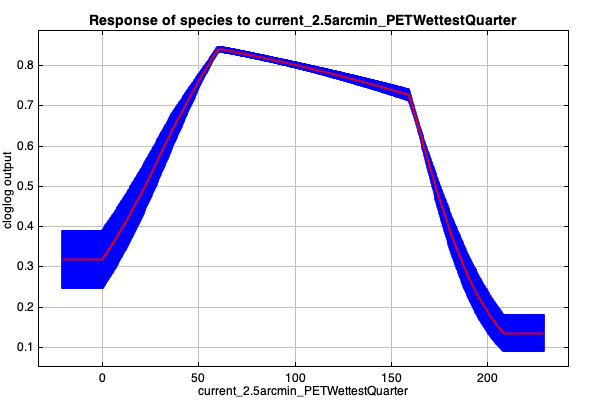 Response of species to current_2.5arcmin_PETWettestQuarter
cloglog output
0.8
0.7
0.6
0.5
0.4
0.3
0.2
0.1
0 50 100 150 200
current_2.5arcmin_PETWettestQuarter